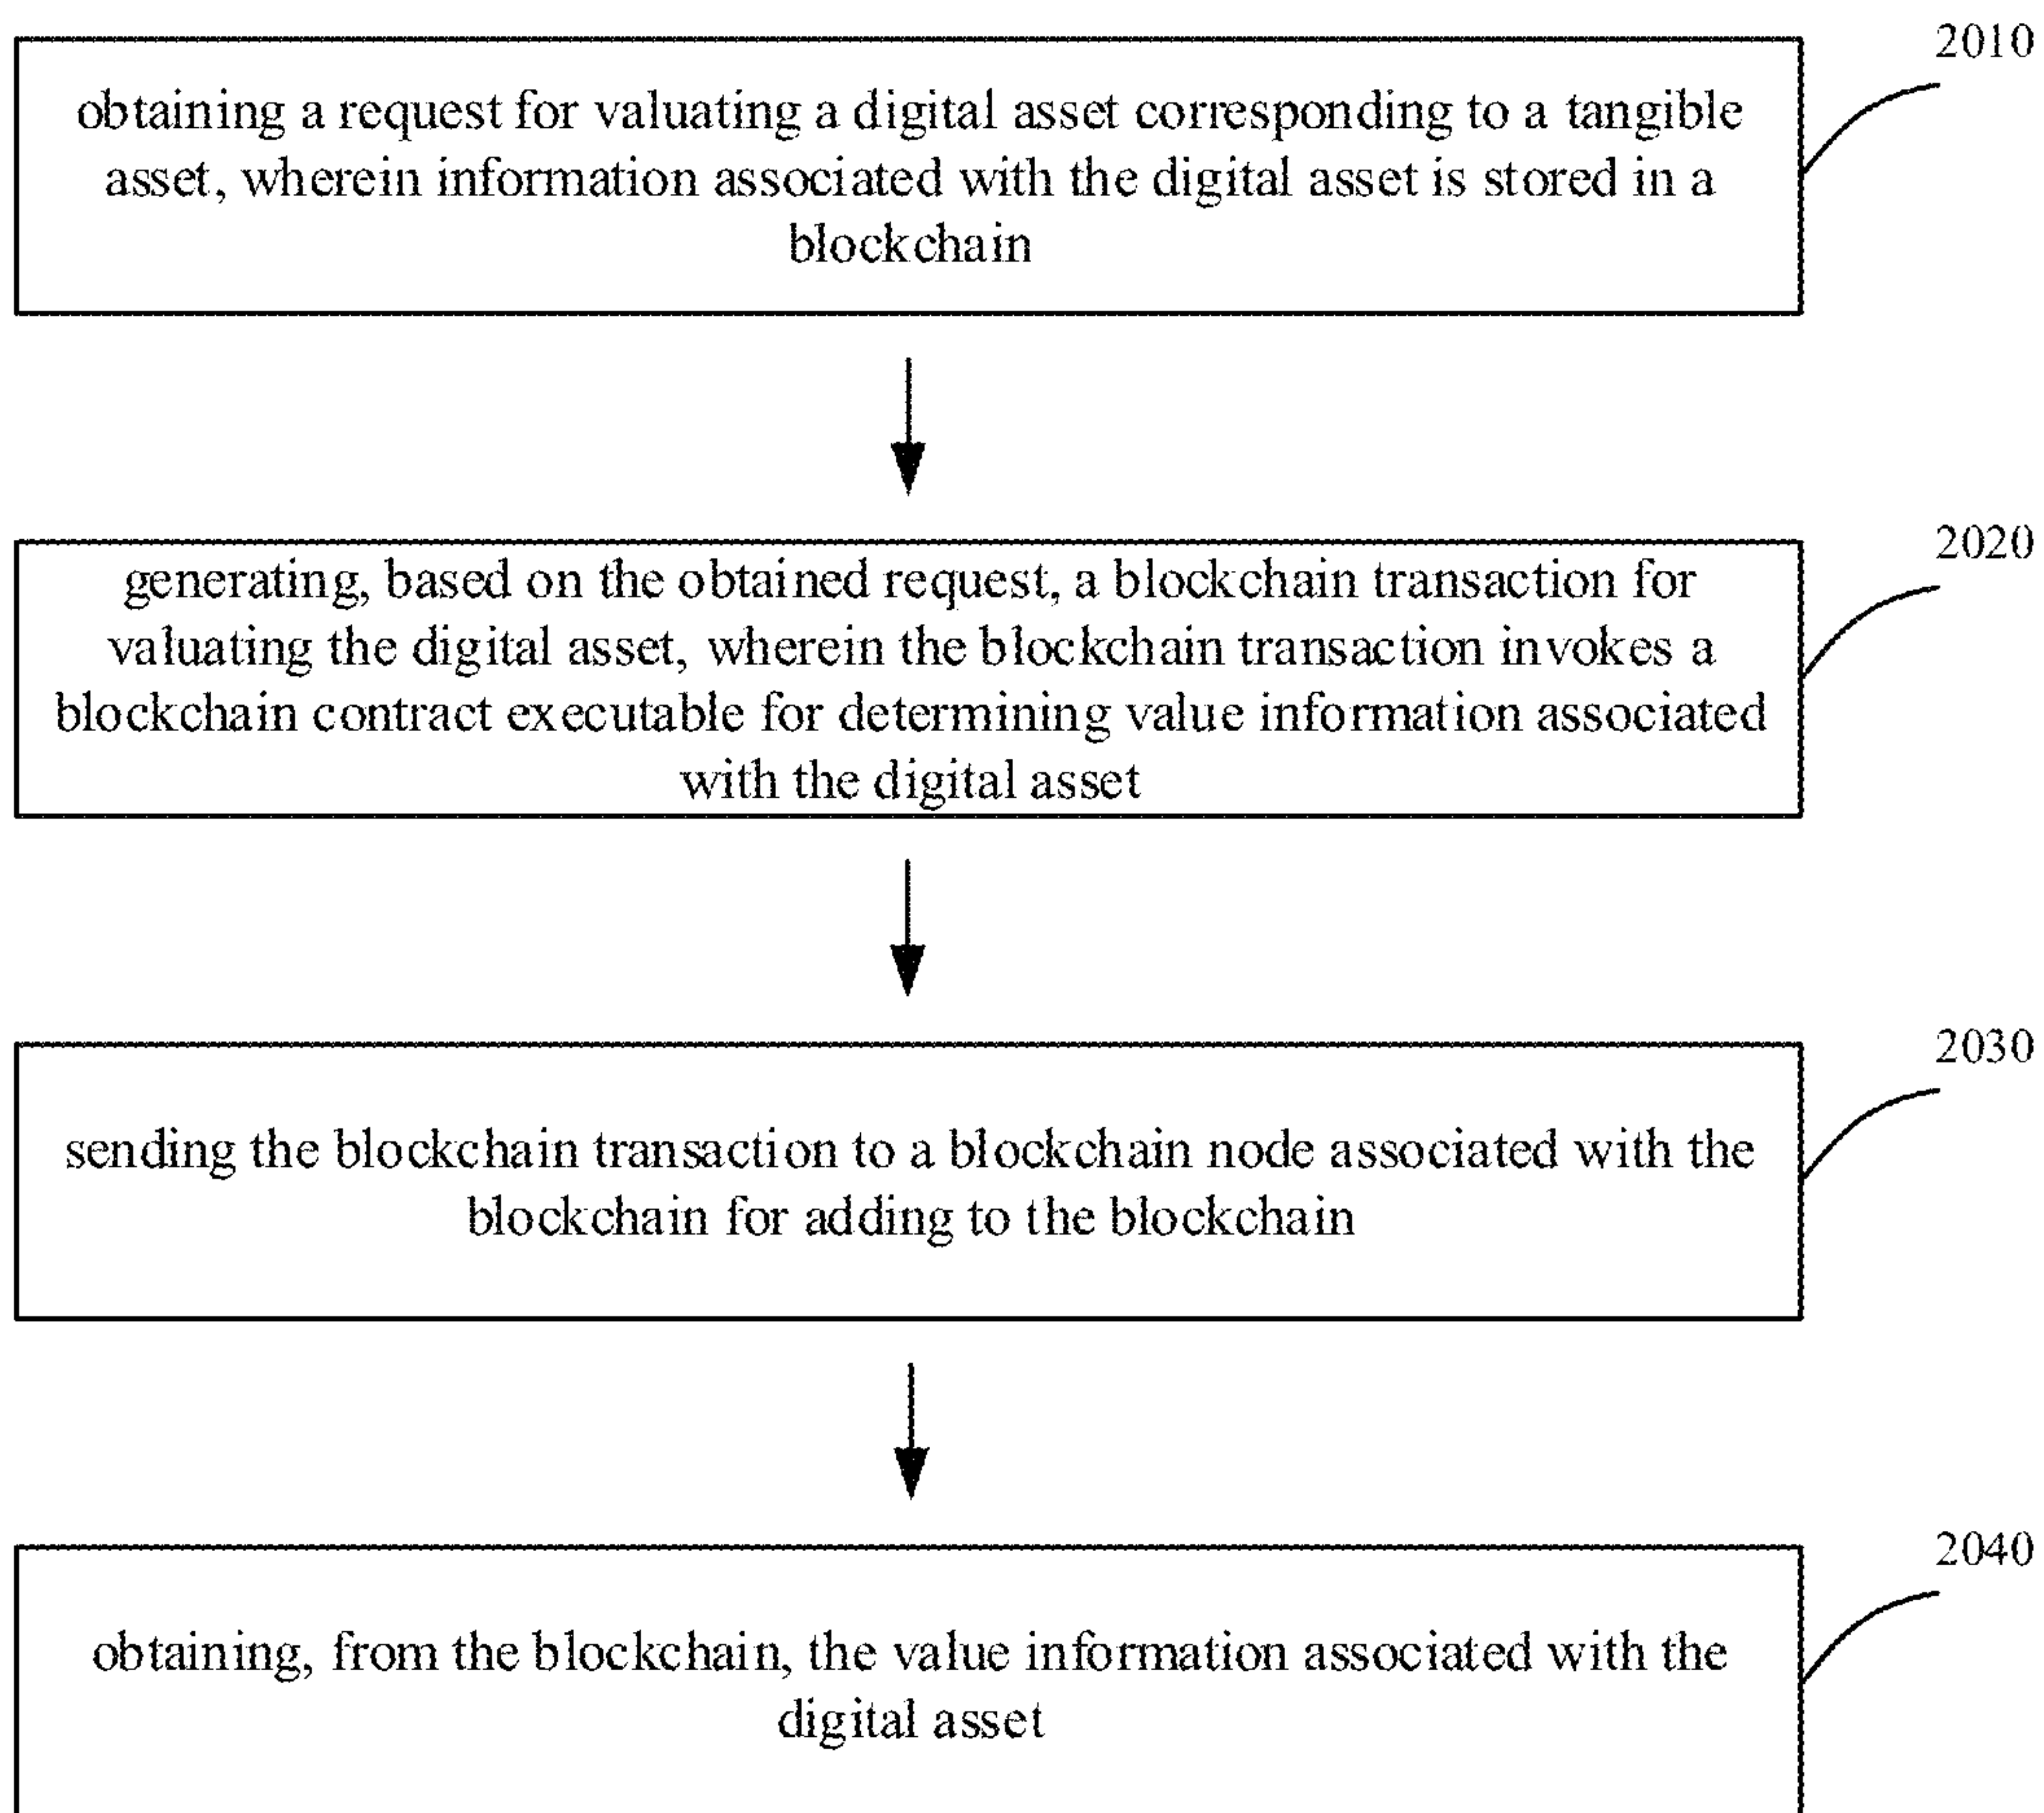 2010
obtaining a request for valuating a digital asset corresponding to a tangible
asset, wherein information associated with the digital asset is stored in a
blockchain
2020
generating, based on the obtained request, a blockchain transaction for
valuating the digital asset, wherein the blockchain transaction invokes a
blockchain contract executable for determining value information associated
with the digital asset
2030
sending the blockchain transaction to a blockchain node associated with the
blockchain for adding to the blockchain
2040
obtaining, from the blockchain, the value information associated with the
digital asset